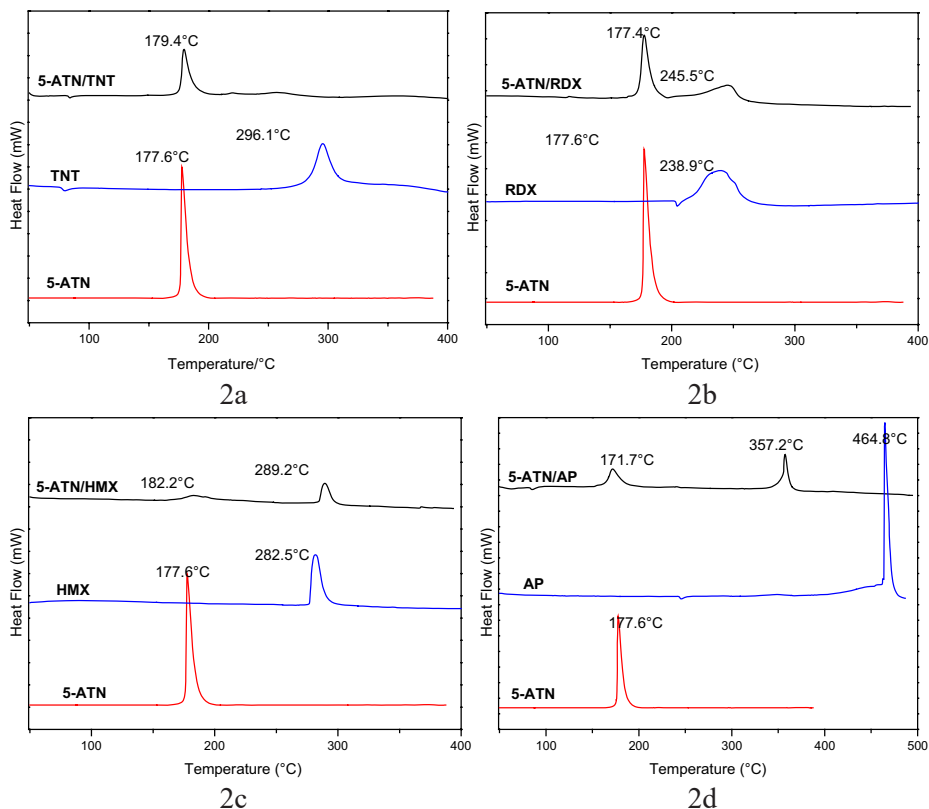 179.4°C
5-ATN/TNT
296.1°C
177.6°C
TNT
5-ATN
Heat Flow (mW)
100 200 300 400
Temperature/°C
2a
177.4°C
245.5°C
5-ATN/RDX
177.6°C
238.9°C
RDX
5-ATN
Heat Flow (mW)
100 200 300 400
Temperature (°C)
2b
289.2°C
182.2°C
5-ATN/HMX
282.5°C
177.6°C
HMX
5-ATN
Heat Flow (mW)
100 200 300 400
Temperature (°C)
2c
357.2°C 464.8°C
171.7°C
5-ATN/AP
AP
177.6°C
5-ATN
Heat Flow (mW)
100 200 300 400 500
Temperature (°C)
2d